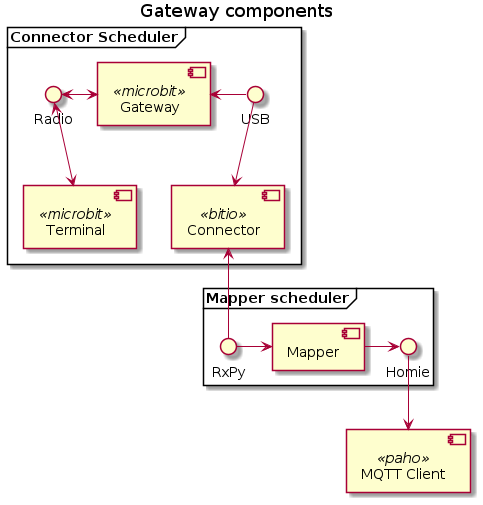 Gateway components
Connector Scheduler
«microbit»
Gateway
Radio
USB
«microbit»
Terminal
«bitio»
Connector
Mapper scheduler
Mapper
RxPy
Homie
«paho»
MQTT Client